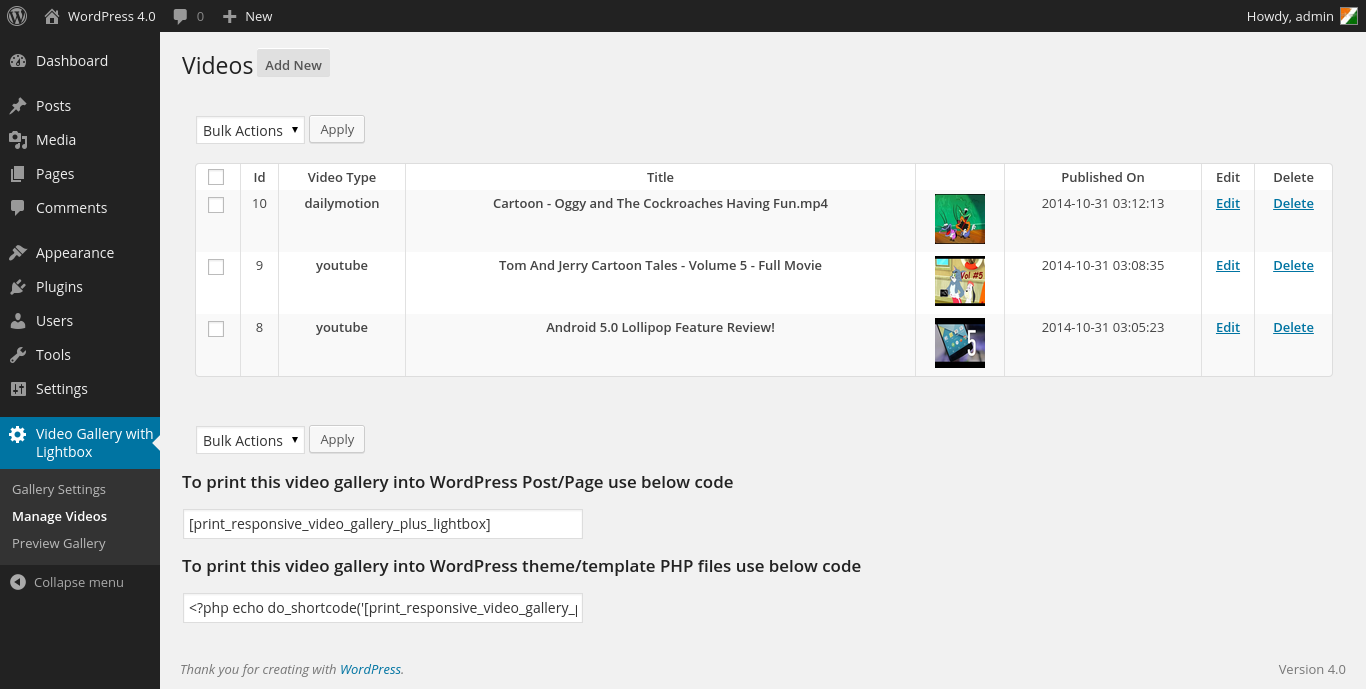 WordPress 4.0 0 New Howdy, admin
Dashboard
Posts
Media
Pages
Comments
Appearance
Plugins
Users
Tools
Settings
Video Gallery with
Lightbox
Gallery Settings
Manage Videos
Preview Gallery
Collapse menu
Videos Add New
Bulk Actions Apply
Id Video Type Title Published On Edit Delete
10 dailymotion Cartoon - Oggy and The Cockroaches Having Fun.mp4 2014-10-31 03:12:13 Edit Delete
9 youtube Tom And Jerry Cartoon Tales - Volume 5 - Full Movie Vol #5 2014-10-31 03:08:35 Edit Delete
8 youtube Android 5.0 Lollipop Feature Review! 5 2014-10-31 03:05:23 Edit Delete
Bulk Actions Apply
To print this video gallery into WordPress Post/Page use below code
[print_responsive_video_gallery_plus_lightbox]
To print this video gallery into WordPress theme/template PHP files use below code
<?php echo do_shortcode('[print_responsive_video_gallery_p
Thank you for creating with WordPress. Version 4.0